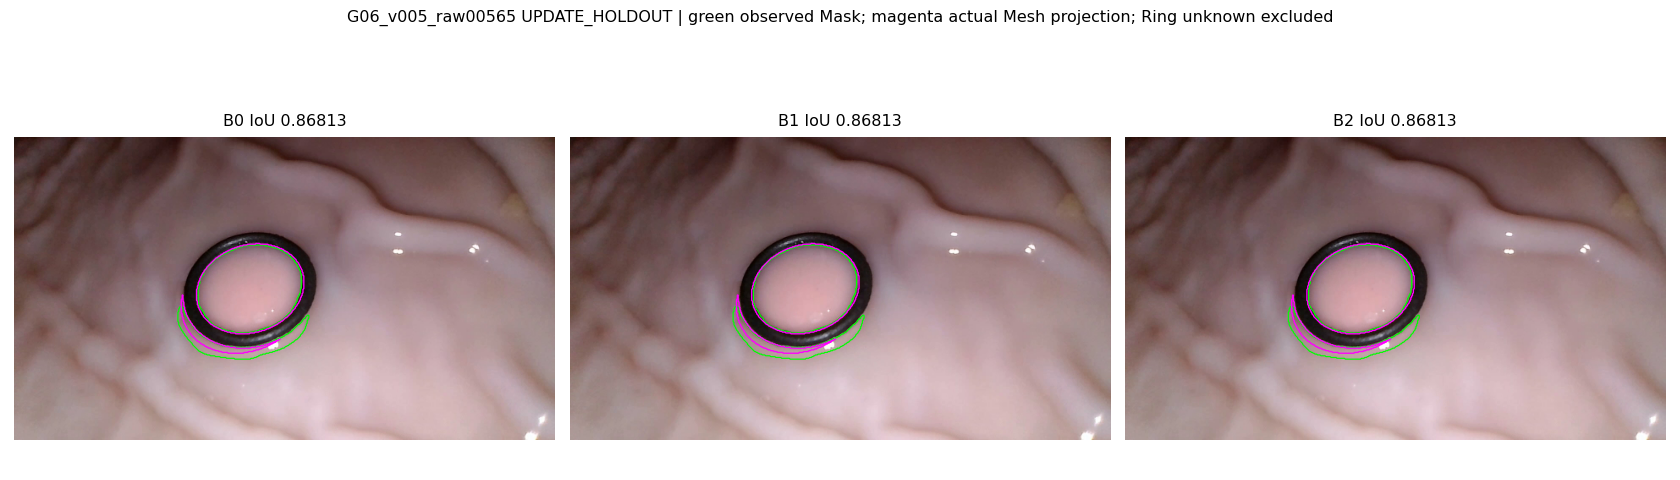 G06_v005_raw00565 UPDATE_HOLDOUT | green observed Mask; magenta actual Mesh projection; Ring unknown excluded
B0 IoU 0.86813
B1 IoU 0.86813
B2 IoU 0.86813